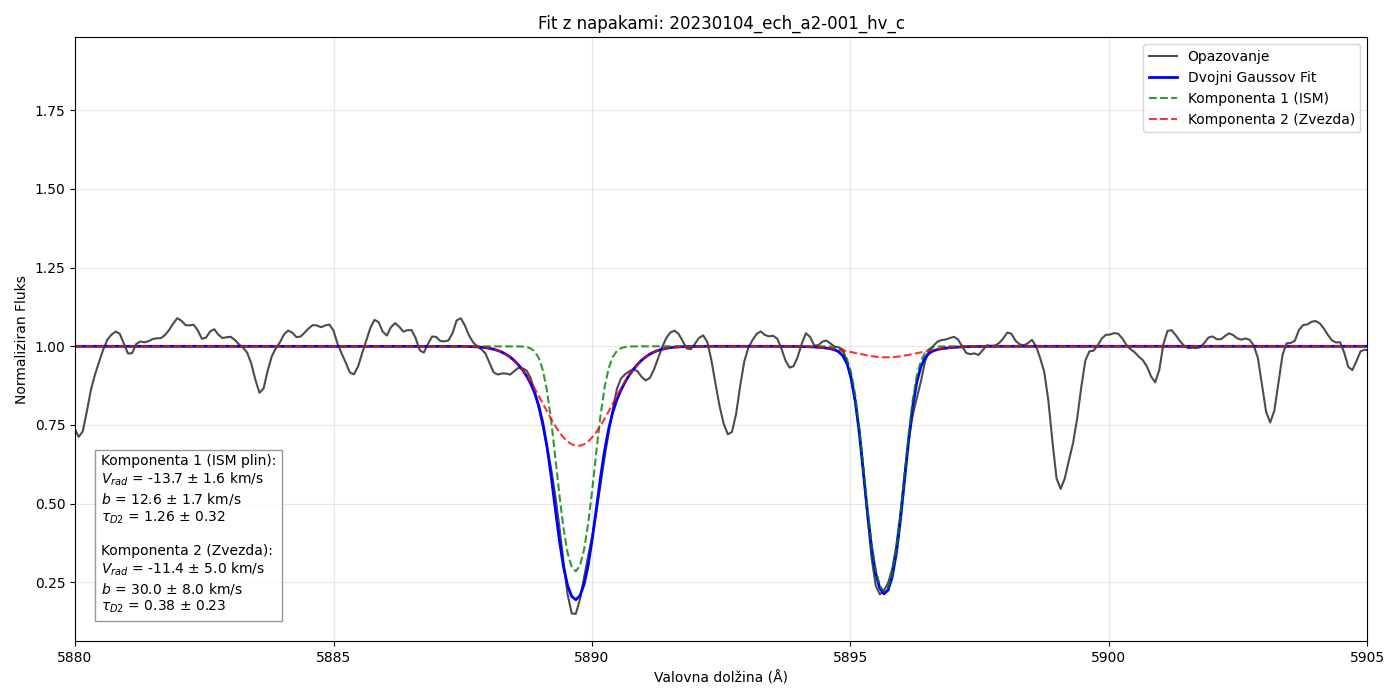 Fit z napakami: 20230104_ech_a2-001_hv_c
Opazovanje
Dvojni Gaussov Fit
Komponenta 1 (ISM)
Komponenta 2 (Zvezda)
Normaliziran Fluks
1.75
1.50
1.25
1.00
0.75
0.50
0.25
Komponenta 1 (ISM plin):
V_rad = -13.7 ± 1.6 km/s
b = 12.6 ± 1.7 km/s
τ_D2 = 1.26 ± 0.32
Komponenta 2 (Zvezda):
V_rad = -11.4 ± 5.0 km/s
b = 30.0 ± 8.0 km/s
τ_D2 = 0.38 ± 0.23
5880 5885 5890 5895 5900 5905
Valovna dolžina (Å)